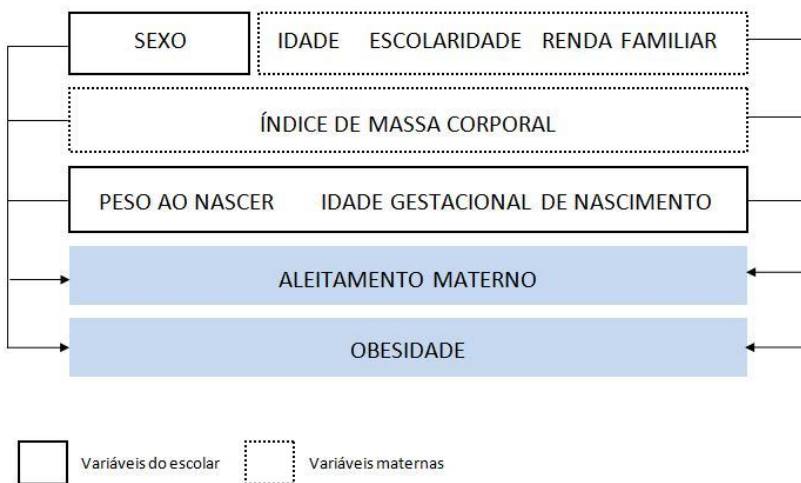 SEXO
IDADE ESCOLARIDADE RENDA FAMILIAR
ÍNDICE DE MASSA CORPORAL
PESO AO NASCER IDADE GESTACIONAL DE NASCIMENTO
ALEITAMENTO MATERNO
OBESIDADE
Variáveis do escolar
Variáveis maternas